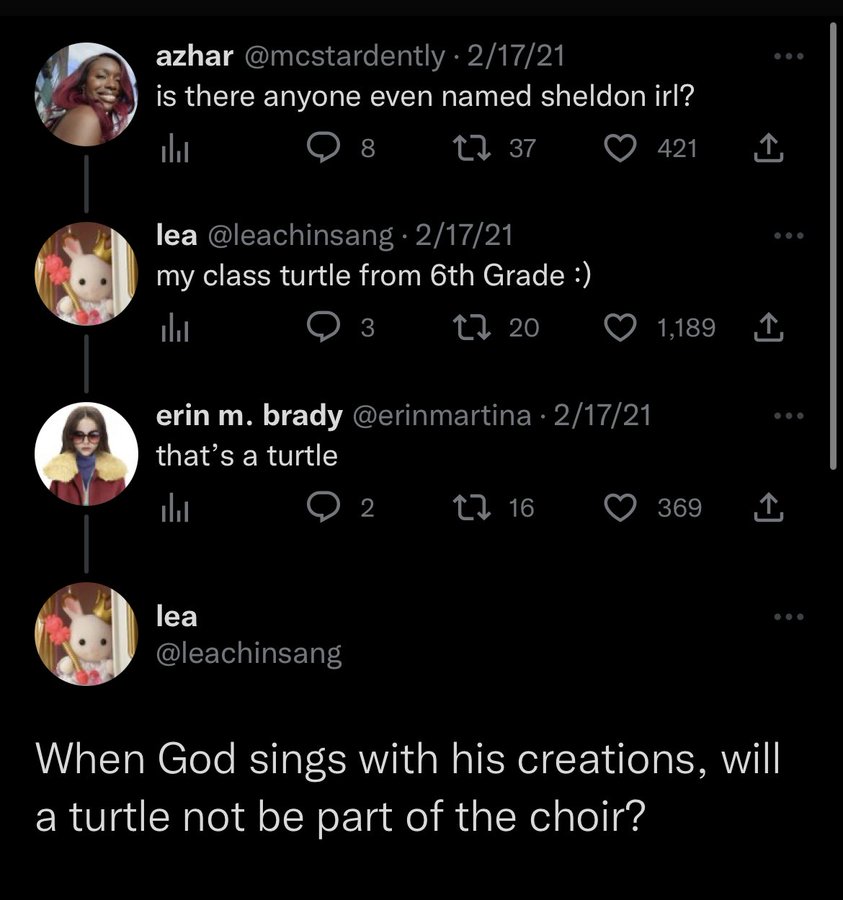 azhar @mcstardently · 2/17/21
is there anyone even named sheldon irl?
8 37 421
lea @leachinsang · 2/17/21
my class turtle from 6th Grade :)
3 20 1,189
erin m. brady @erinmartina · 2/17/21
that’s a turtle
2 16 369
lea
@leachinsang
When God sings with his creations, will
a turtle not be part of the choir?